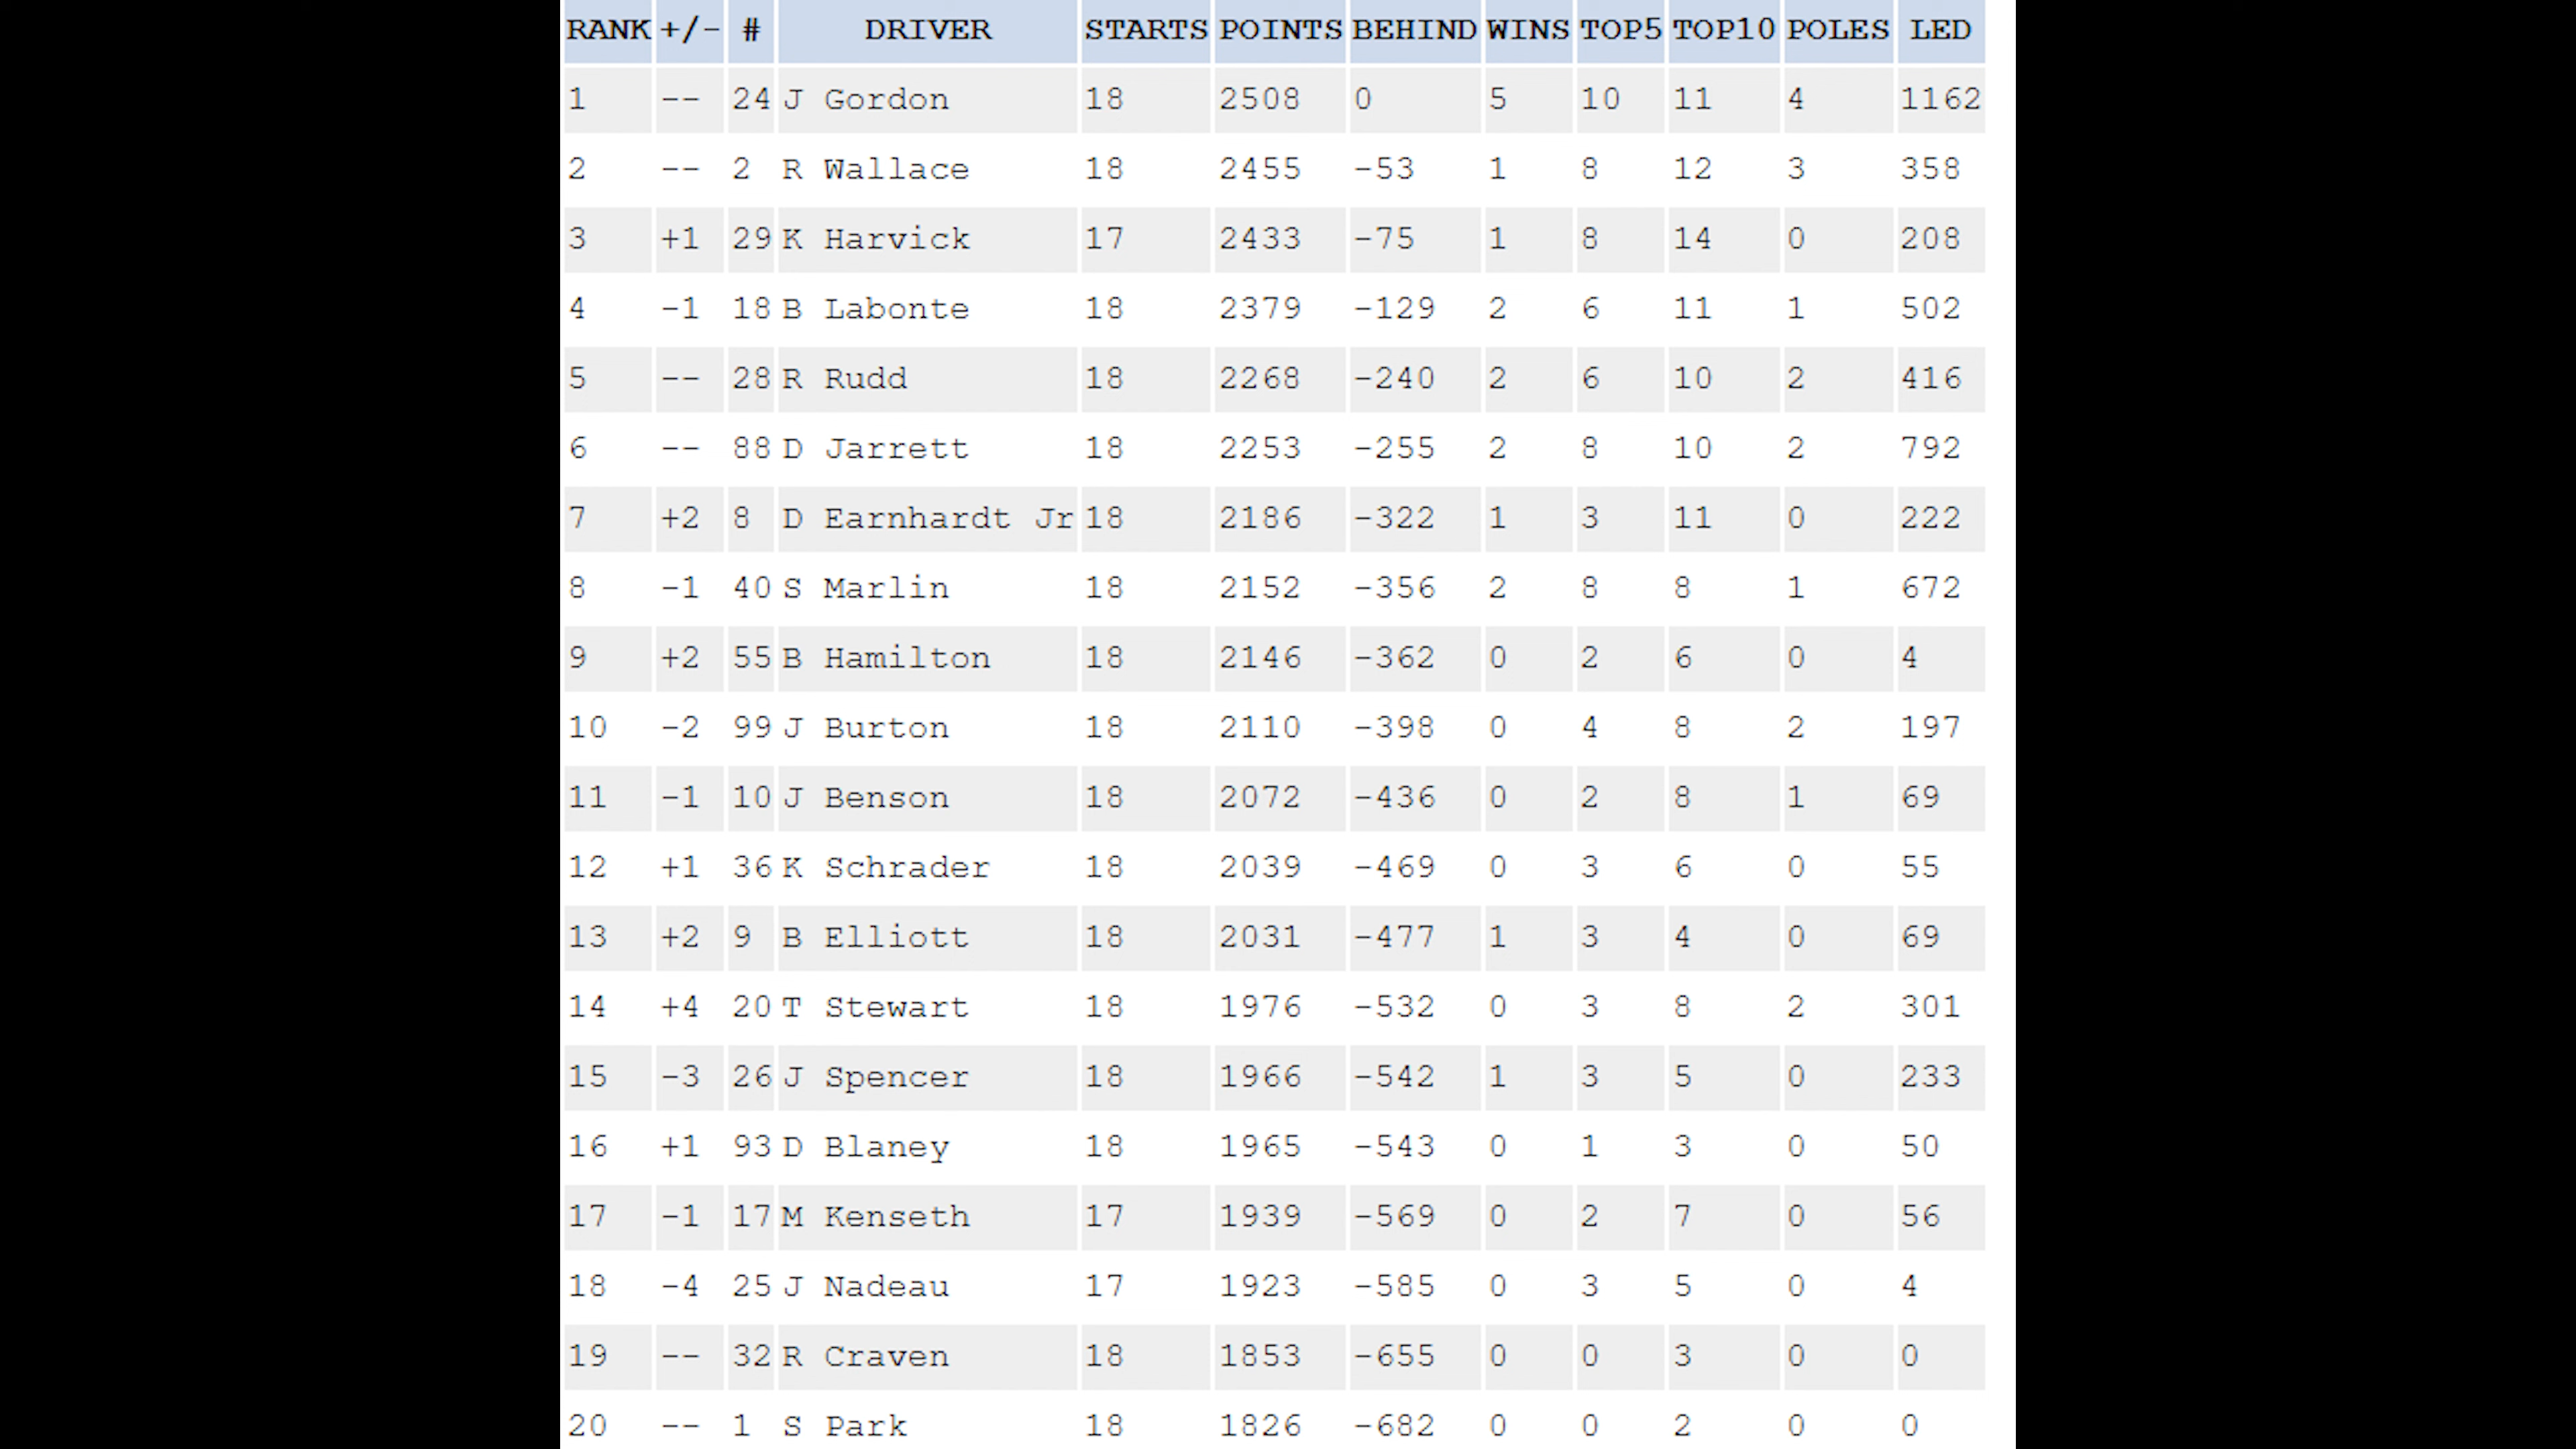 RANK +/- # DRIVER STARTS POINTS BEHIND WINS TOP5 TOP10 POLES LED
1 -- 24 J Gordon 18 2508 0 5 10 11 4 1162
2 -- 2 R Wallace 18 2455 -53 1 8 12 3 358
3 +1 29 K Harvick 17 2433 -75 1 8 14 0 208
4 -1 18 B Labonte 18 2379 -129 2 6 11 1 502
5 -- 28 R Rudd 18 2268 -240 2 6 10 2 416
6 -- 88 D Jarrett 18 2253 -255 2 8 10 2 792
7 +2 8 D Earnhardt Jr 18 2186 -322 1 3 11 0 222
8 -1 40 S Marlin 18 2152 -356 2 8 8 1 672
9 +2 55 B Hamilton 18 2146 -362 0 2 6 0 4
10 -2 99 J Burton 18 2110 -398 0 4 8 2 197
11 -1 10 J Benson 18 2072 -436 0 2 8 1 69
12 +1 36 K Schrader 18 2039 -469 0 3 6 0 55
13 +2 9 B Elliott 18 2031 -477 1 3 4 0 69
14 +4 20 T Stewart 18 1976 -532 0 3 8 2 301
15 -3 26 J Spencer 18 1966 -542 1 3 5 0 233
16 +1 93 D Blaney 18 1965 -543 0 1 3 0 50
17 -1 17 M Kenseth 17 1939 -569 0 2 7 0 56
18 -4 25 J Nadeau 17 1923 -585 0 3 5 0 4
19 -- 32 R Craven 18 1853 -655 0 0 3 0 0
20 -- 1 S Park 18 1826 -682 0 0 2 0 0